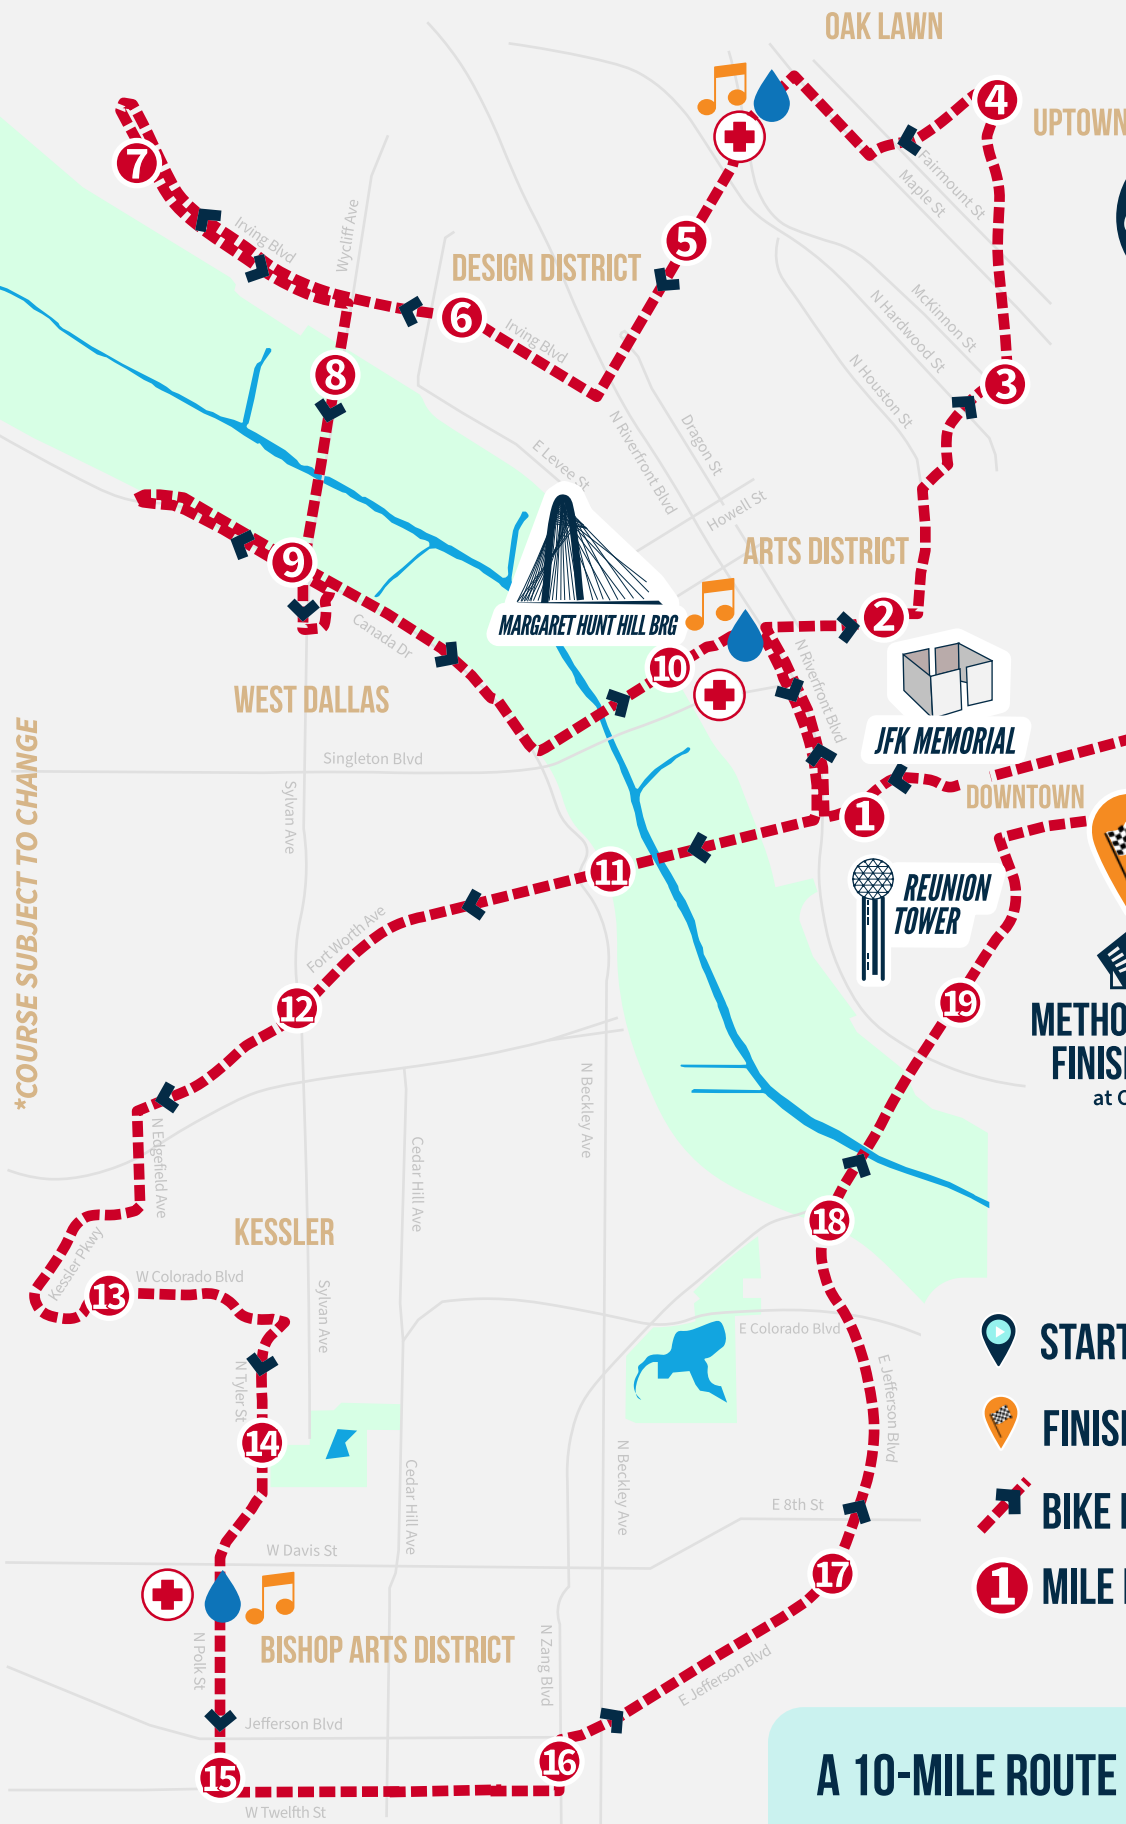 OAK LAWN
4
UPTOWN
7
Fairmount St
Maple St
5
Irving Blvd
Wycliff Ave
DESIGN DISTRICT
6
Irving Blvd
McKinnon St
N Hardwood St
N Houston St
8
3
N Riverfront Blvd
Dragon St
E Levee St
Howell St
ARTS DISTRICT
9
MARGARET HUNT HILL BRG
2
Canada Dr
10
N Riverfront Blvd
WEST DALLAS
JFK MEMORIAL
Singleton Blvd
*COURSE SUBJECT TO CHANGE
Sylvan Ave
DOWNTOWN
1
11
REUNION
TOWER
Fort Worth Ave
12
19
METHO
FINIS
at
N Beckley Ave
N Edgefield Ave
Cedar Hill Ave
18
KESSLER
Kessler Pkwy
W Colorado Blvd
13
Sylvan Ave
E Colorado Blvd
START
N Tyler St
E Jefferson Blvd
14
FINIS
Cedar Hill Ave
N Beckley Ave
E 8th St
BIKE
W Davis St
17
1 MILE
N Polk St
BISHOP ARTS DISTRICT
N Zang Blvd
E Jefferson Blvd
Jefferson Blvd
16
15
A 10-MILE ROUTE
W Twelfth St